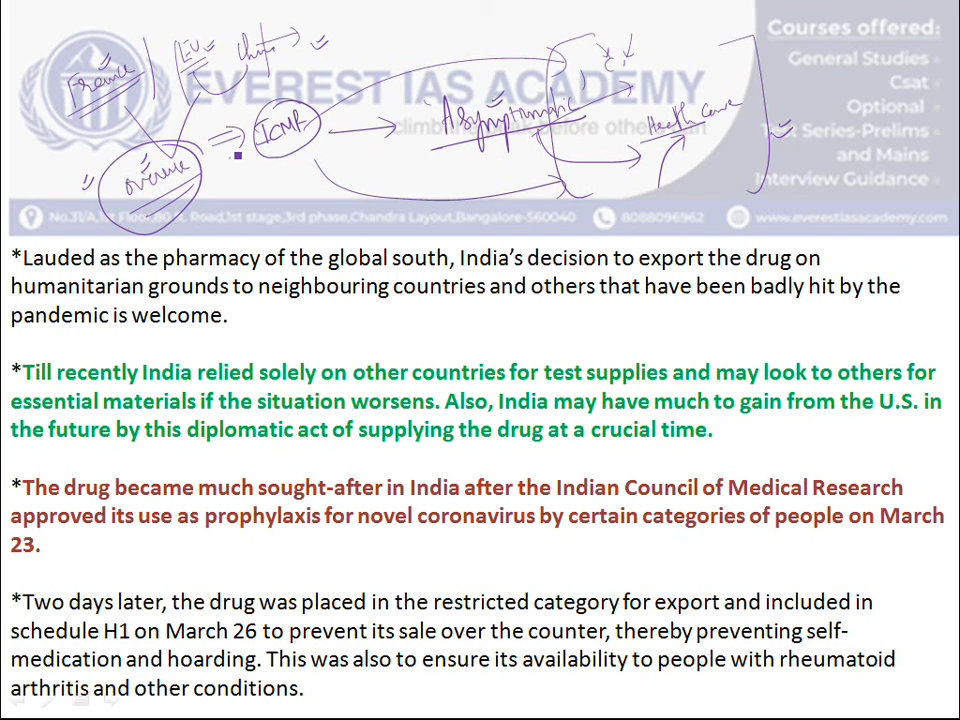 Courses offered:
General Studies
Csat
Optional
Test Series-Prelims
and Mains
Interview Guidance
EVEREST IAS ACADEMY
France
EU
China
ICMR
Asymptomatic
Health Care
No.31/A, Road,1st stage,3rd phase,Chandra Layout,Bangalore-560040
8088096962
www.everestiasacademy.com
*Lauded as the pharmacy of the global south, India’s decision to export the drug on
humanitarian grounds to neighbouring countries and others that have been badly hit by the
pandemic is welcome.
*Till recently India relied solely on other countries for test supplies and may look to others for
essential materials if the situation worsens. Also, India may have much to gain from the U.S. in
the future by this diplomatic act of supplying the drug at a crucial time.
*The drug became much sought-after in India after the Indian Council of Medical Research
approved its use as prophylaxis for novel coronavirus by certain categories of people on March
23.
*Two days later, the drug was placed in the restricted category for export and included in
schedule H1 on March 26 to prevent its sale over the counter, thereby preventing self-
medication and hoarding. This was also to ensure its availability to people with rheumatoid
arthritis and other conditions.